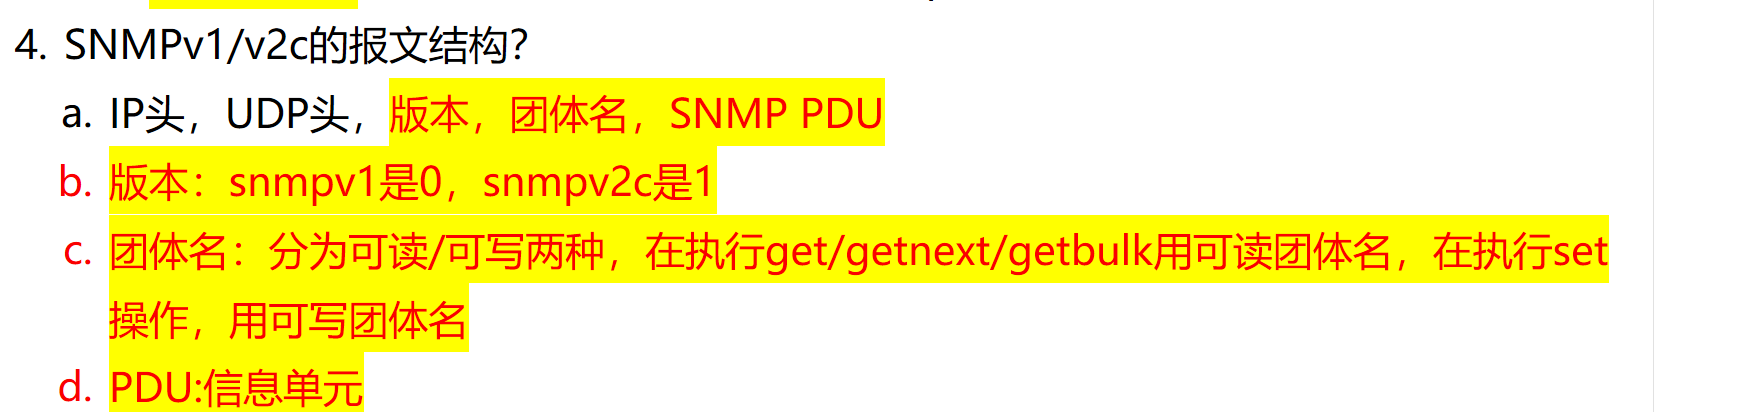 4. SNMPv1/v2c的报文结构?
a. IP头，UDP头，版本，团体名，SNMP PDU
b. 版本：snmpv1是0，snmpv2c是1
c. 团体名：分为可读/可写两种，在执行get/getnext/getbulk用可读团体名，在执行set
操作，用可写团体名
d. PDU:信息单元